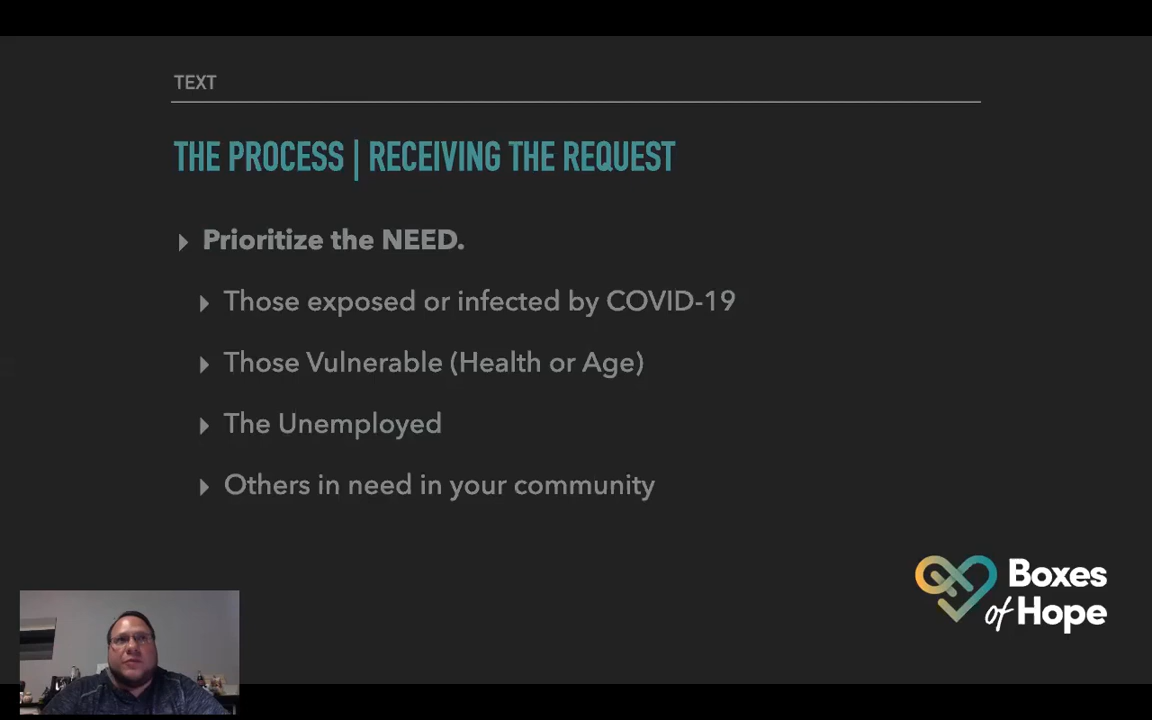 TEXT
THE PROCESS | RECEIVING THE REQUEST
Prioritize the NEED.
Those exposed or infected by COVID-19
Those Vulnerable (Health or Age)
The Unemployed
Others in need in your community
Boxes
of Hope